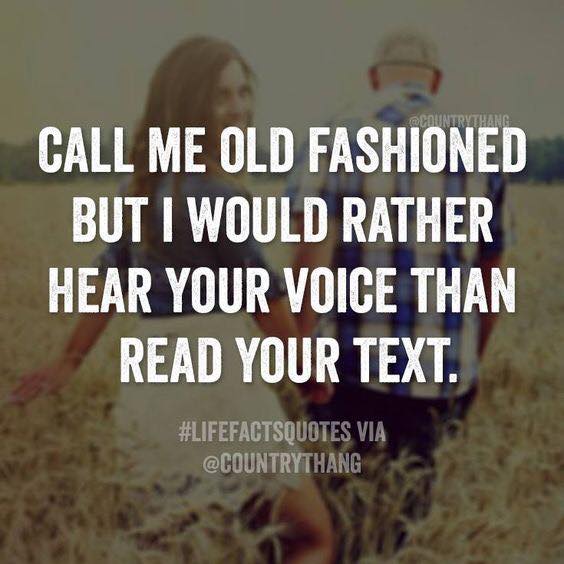 @COUNTRYTHANG
CALL ME OLD FASHIONED
BUT I WOULD RATHER
HEAR YOUR VOICE THAN
READ YOUR TEXT.
#LIFEFACTSQUOTES VIA
@COUNTRYTHANG